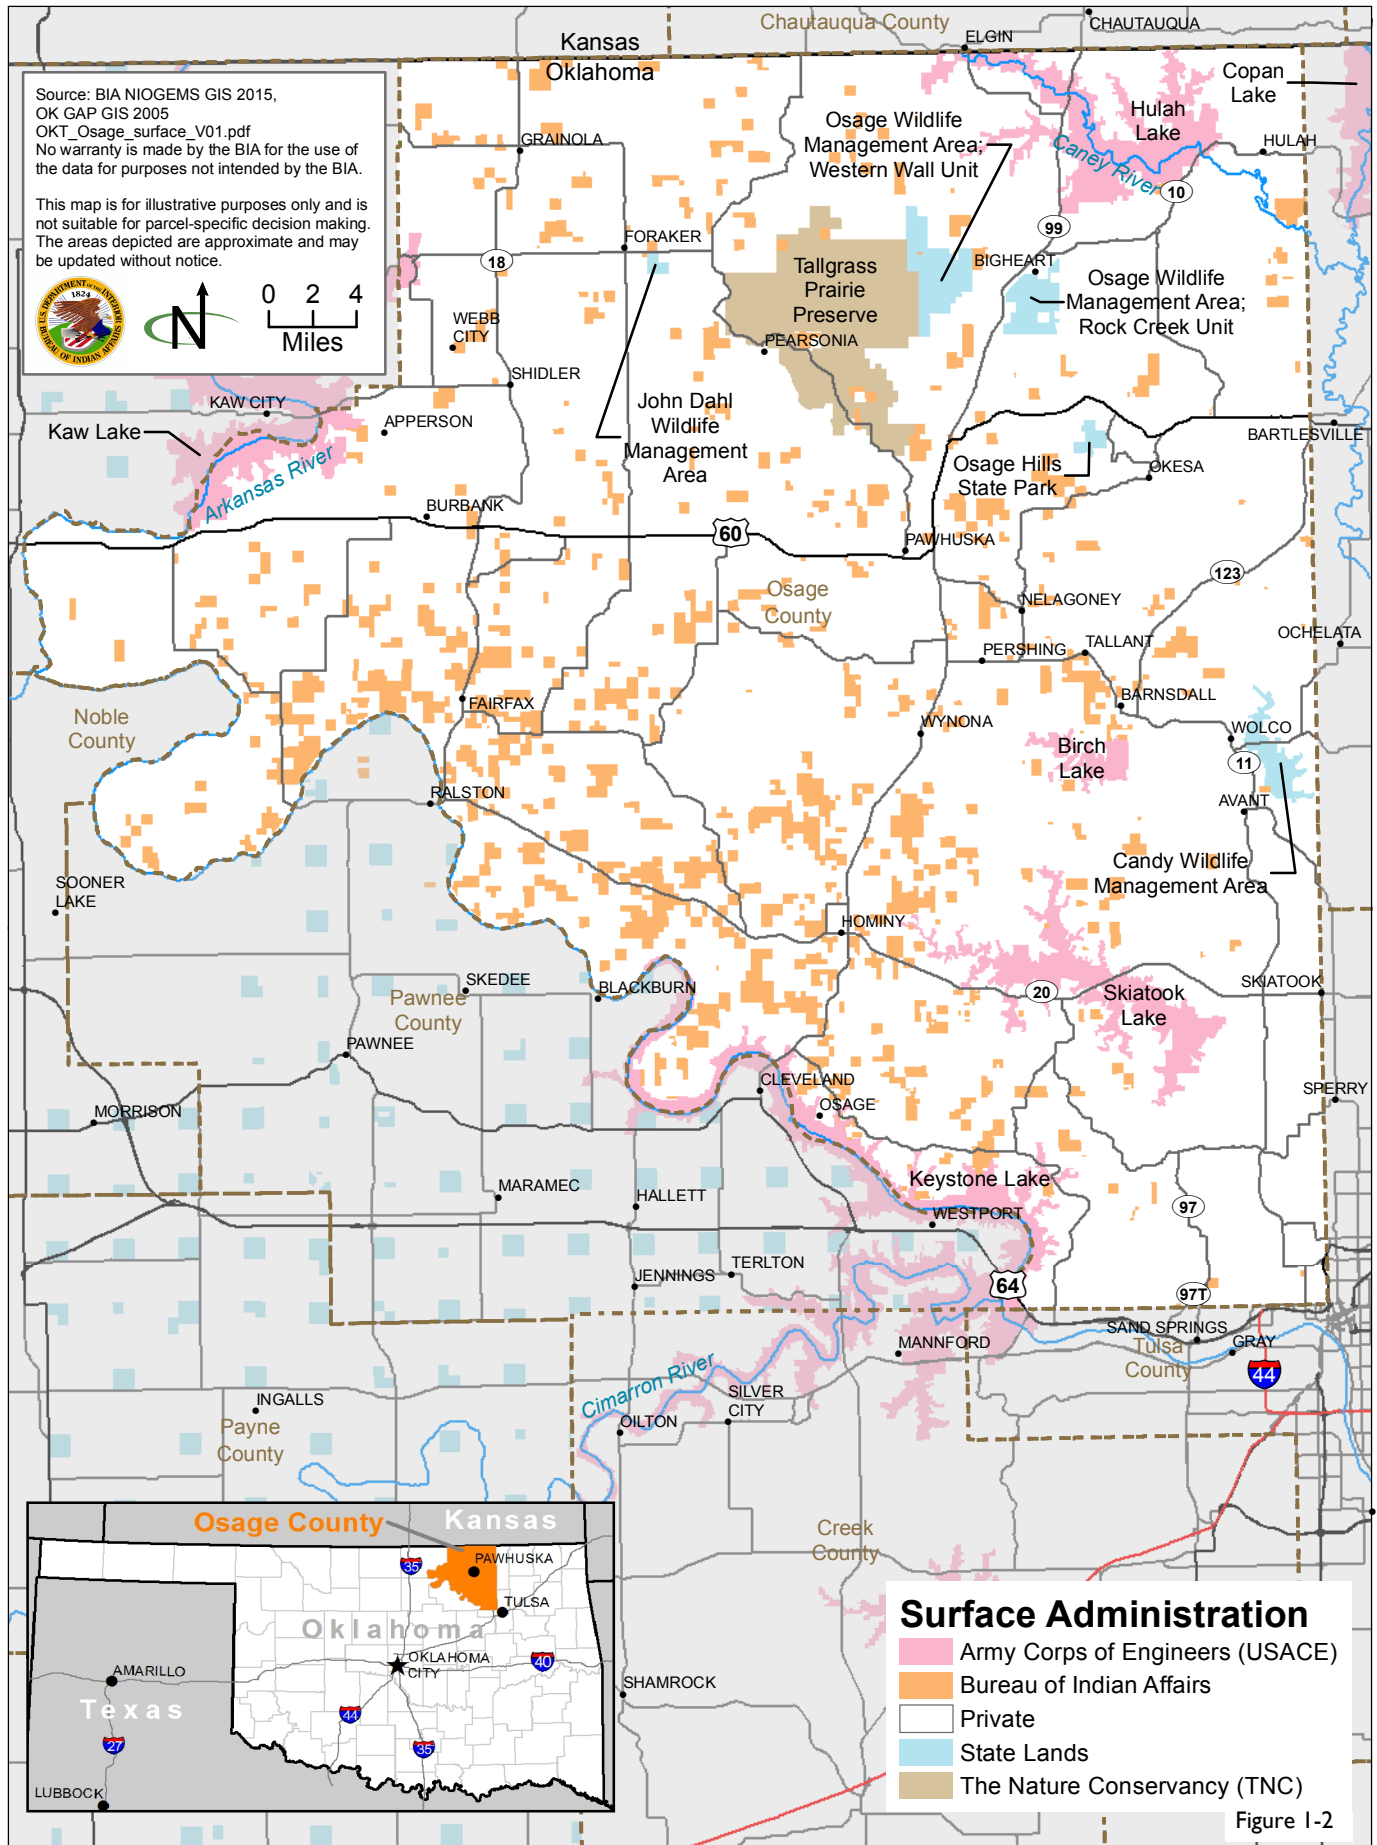 Chautauqua County
CHAUTAUQUA
ELGIN
Kansas
Oklahoma
Copan
Lake
Source: BIA NIOGEMS GIS 2015,
OK GAP GIS 2005
OKT_Osage_surface_V01.pdf
No warranty is made by the BIA for the use of
the data for purposes not intended by the BIA.
This map is for illustrative purposes only and is
not suitable for parcel-specific decision making.
The areas depicted are approximate and may
be updated without notice.
U.S. DEPARTMENT OF THE INTERIOR
1824
BUREAU OF INDIAN AFFAIRS
N
0 2 4
Miles
Hulah
Lake
Osage Wildlife
Management Area;
Western Wall Unit
GRAINOLA
HULAH
Caney River
10
99
FORAKER
18
BIGHEART
Tallgrass
Prairie
Preserve
Osage Wildlife
Management Area;
Rock Creek Unit
WEBB
CITY
PEARSONIA
SHIDLER
KAW CITY
APPERSON
Kaw Lake
John Dahl
Wildlife
Management
Area
BARTLESVILLE
Osage Hills
State Park
OKESA
Arkansas River
BURBANK
60
PAWHUSKA
123
Osage
County
NELAGONEY
OCHELATA
PERSHING
TALLANT
BARNSDALL
FAIRFAX
Noble
County
WYNONA
WOLCO
Birch
Lake
11
RALSTON
AVANT
Candy Wildlife
Management Area
SOONER
LAKE
HOMINY
SKEDEE
BLACKBURN
Pawnee
County
20
Skiatook
Lake
SKIATOOK
PAWNEE
CLEVELAND
OSAGE
SPERRY
MORRISON
Keystone Lake
MARAMEC
HALLETT
WESTPORT
97
TERLTON
JENNINGS
64
97T
SAND SPRINGS
MANNFORD
GRAY
Tulsa
County
44
Cimarron River
SILVER
CITY
INGALLS
OILTON
Payne
County
Creek
County
SHAMROCK
Osage County
Kansas
35
PAWHUSKA
TULSA
Oklahoma
OKLAHOMA
CITY
40
AMARILLO
Texas
44
27
35
LUBBOCK
Surface Administration
Army Corps of Engineers (USACE)
Bureau of Indian Affairs
Private
State Lands
The Nature Conservancy (TNC)
Figure 1-2